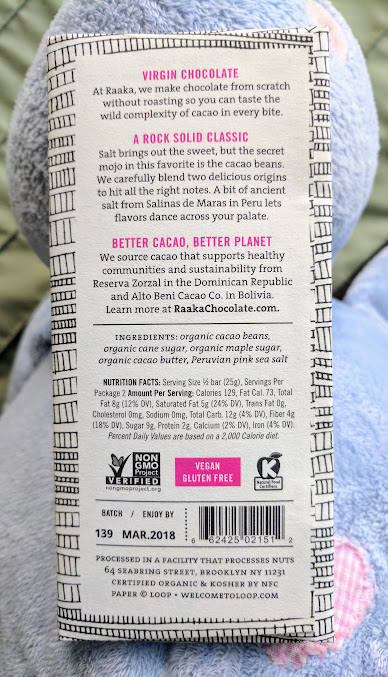 VIRGIN CHOCOLATE
At Raaka, we make chocolate from scratch
without roasting so you can taste the
wild complexity of cacao in every bite.
A ROCK SOLID CLASSIC
Salt brings out the sweet, but the secret
mojo in this favorite is the cacao beans.
We carefully blend two delicious origins
to hit all the right notes. A bit of ancient
salt from Salinas de Maras in Peru lets
flavors dance across your palate.
BETTER CACAO, BETTER PLANET
We source cacao that supports healthy
communities and sustainability from
Reserva Zorzal in the Dominican Republic
and Alto Beni Cacao Co. in Bolivia.
Learn more at RaakaChocolate.com.
INGREDIENTS: organic cacao beans,
organic cane sugar, organic maple sugar,
organic cacao butter, Peruvian pink sea salt
NUTRITION FACTS: Serving Size ½ bar (25g), Servings Per
Package 2 Amount Per Serving: Calories 129, Fat Cal. 73, Total
Fat 8g (12% DV), Saturated Fat 5g (24% DV), Trans Fat 0g,
Cholesterol 0mg, Sodium 0mg, Total Carb. 12g (4% DV), Fiber 4g
(18% DV), Sugar 9g, Protein 2g, Calcium (2% DV), Iron (4% DV).
Percent Daily Values are based on a 2,000 Calorie diet.
NON
GMO
Project
VERIFIED
nongmoproject.org
VEGAN
GLUTEN FREE
K
Natural Food
Certifiers
BATCH / ENJOY BY
139 MAR.2018
6 62425 02151 2
PROCESSED IN A FACILITY THAT PROCESSES NUTS
64 SEABRING STREET, BROOKLYN NY 11231
CERTIFIED ORGANIC & KOSHER BY NFC
PAPER © LOOP • WELCOMETOLOOP.COM